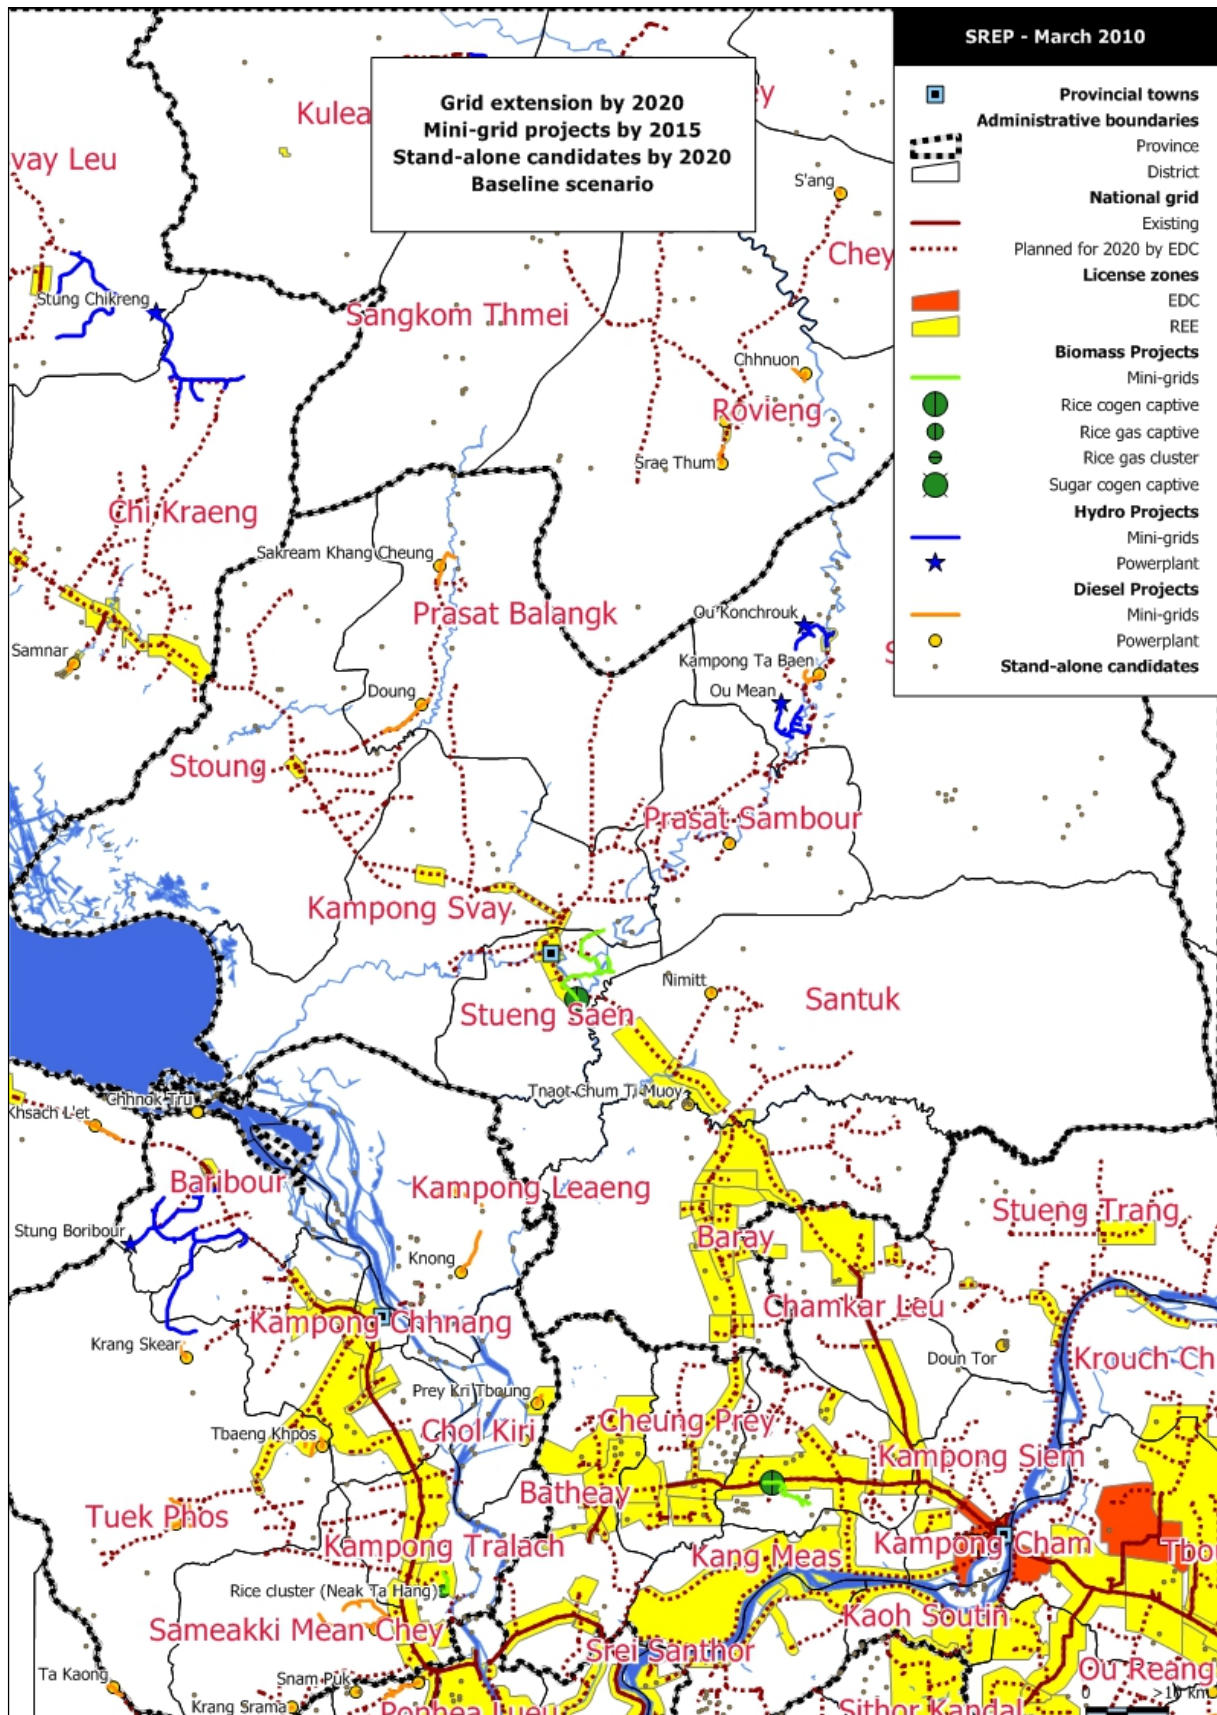 SREP - March 2010
Provincial towns
Administrative boundaries
Province
District
National grid
Existing
Planned for 2020 by EDC
License zones
EDC
REE
Biomass Projects
Mini-grids
Rice cogen captive
Rice gas captive
Rice gas cluster
Sugar cogen captive
Hydro Projects
Mini-grids
Powerplant
Diesel Projects
Mini-grids
Powerplant
Stand-alone candidates
Grid extension by 2020
Mini-grid projects by 2015
Stand-alone candidates by 2020
Baseline scenario
Kulea
ey
vay Leu
S'ang
Chey
Stung Chikreng
Sangkom Thmei
Chhnuon
Rovieng
Srae Thum
Chi Kraeng
Sakream Khang Cheung
Prasat Balangk
Ou Konchrouk
Samnar
Kampong Ta Baen
S
Doung
Ou Mean
Stoung
Prasat Sambour
Kampong Svay
Nimitt
Santuk
Stueng Saen
Tnaot Chum Ti Muoy
Chhnok Tru
Khsach L'et
Baribour
Kampong Leaeng
Stueng Trang
Stung Boribour
Baray
Knong
Chamkar Leu
Kampong Chhnang
Krang Skear
Doun Tor
Krouch Ch
Prey Kri Tboung
Cheung Prey
Tbaeng Khpos
Chol Kiri
Kampong Siem
Batheay
Tuek Phos
Kampong Tralach
Kang Meas
Kampong Cham
Tbou
Rice cluster (Neak Ta Hang)
Kaoh Soutin
Sameakki Mean Chey
Srei Santhor
Ou Reang
Ta Kaong
Snam Puk
0 >10 km
Krang Srama
Ponhea Lueu
Sithor Kandal